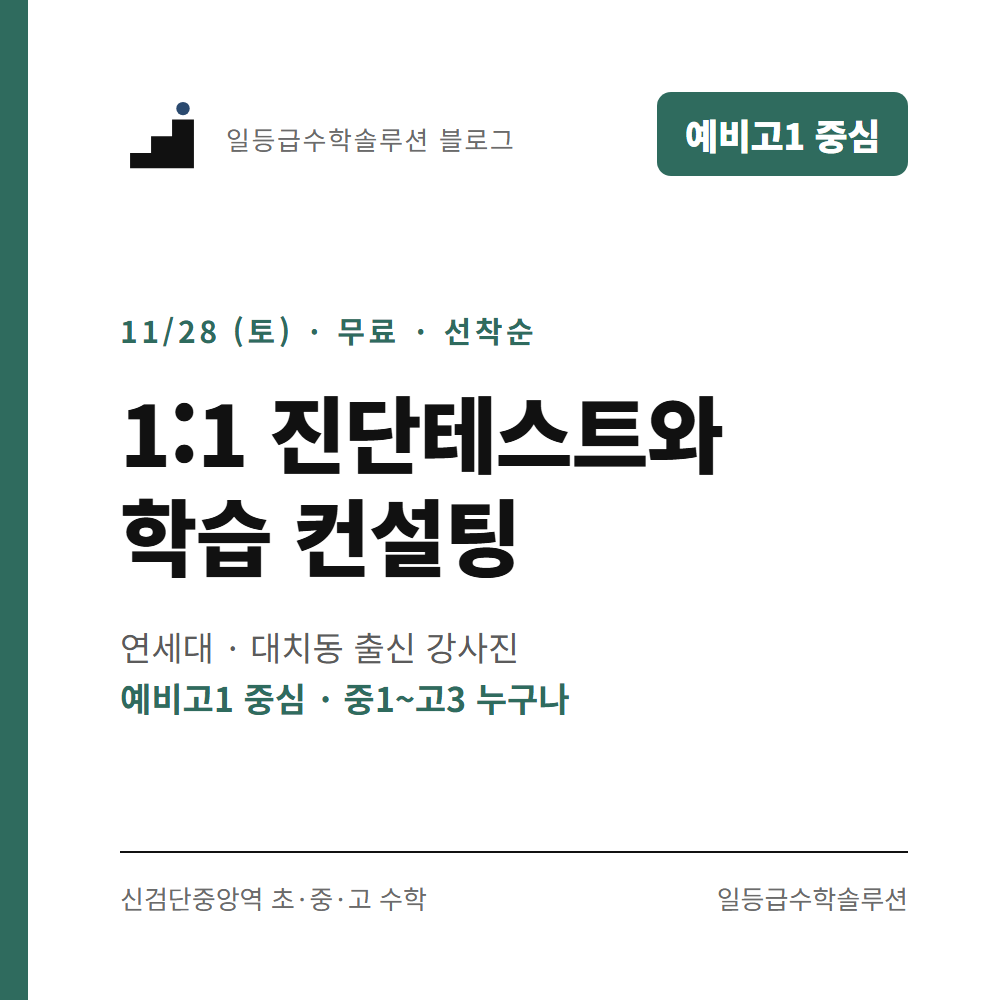 일등급수학솔루션 블로그
예비고1 중심
11/28 (토) · 무료 · 선착순
1:1 진단테스트와
학습 컨설팅
연세대 · 대치동 출신 강사진
예비고1 중심 · 중1~고3 누구나
신검단중앙역 초·중·고 수학
일등급수학솔루션